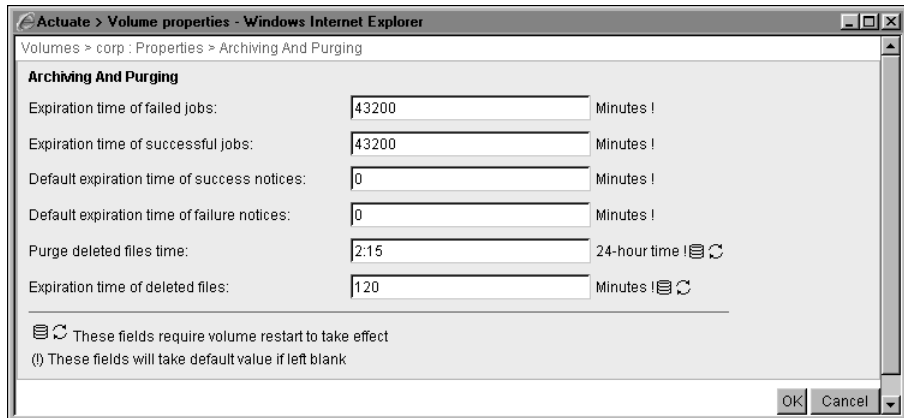 Actuate > Volume properties - Windows Internet Explorer
Volumes > corp : Properties > Archiving And Purging
Archiving And Purging
Expiration time of failed jobs: 43200 Minutes !
Expiration time of successful jobs: 43200 Minutes !
Default expiration time of success notices: 0 Minutes !
Default expiration time of failure notices: 0 Minutes !
Purge deleted files time: 2:15 24-hour time !
Expiration time of deleted files: 120 Minutes !
These fields require volume restart to take effect
(!) These fields will take default value if left blank
OK Cancel